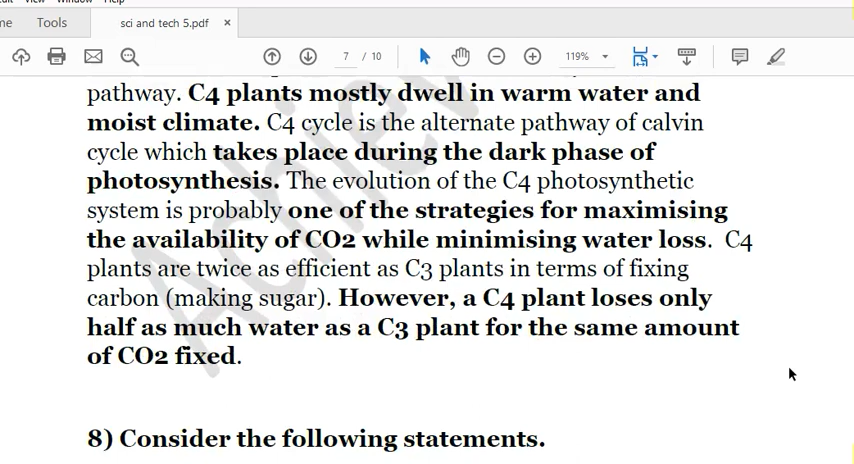 Window Help
me Tools sci and tech 5.pdf ×
7 / 10 119%
pathway. C4 plants mostly dwell in warm water and
moist climate. C4 cycle is the alternate pathway of calvin
cycle which takes place during the dark phase of
photosynthesis. The evolution of the C4 photosynthetic
system is probably one of the strategies for maximising
the availability of CO2 while minimising water loss. C4
plants are twice as efficient as C3 plants in terms of fixing
carbon (making sugar). However, a C4 plant loses only
half as much water as a C3 plant for the same amount
of CO2 fixed.
8) Consider the following statements.
Achiev